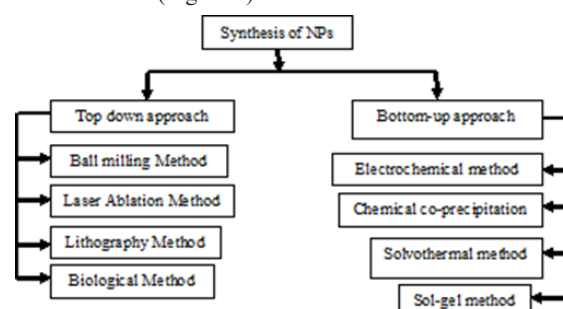 Synthesis of NPs
Top down approach
Ball milling Method
Laser Ablation Method
Lithography Method
Biological Method
Bottom-up approach
Electrochemical method
Chemical co-precipitation
Solvothermal method
Sol-gel method